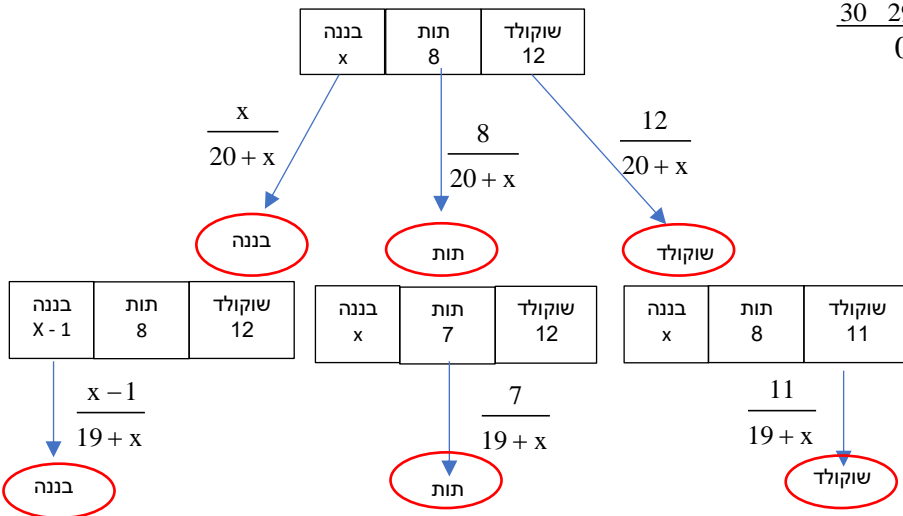 30 29
0
בננה תות שוקולד
x 8 12
x/(20 + x)
8/(20 + x)
12/(20 + x)
בננה תות שוקולד
בננה תות שוקולד
X - 1 8 12
בננה תות שוקולד
x 7 12
בננה תות שוקולד
x 8 11
x − 1/(19 + x)
7/(19 + x)
11/(19 + x)
בננה תות שוקולד